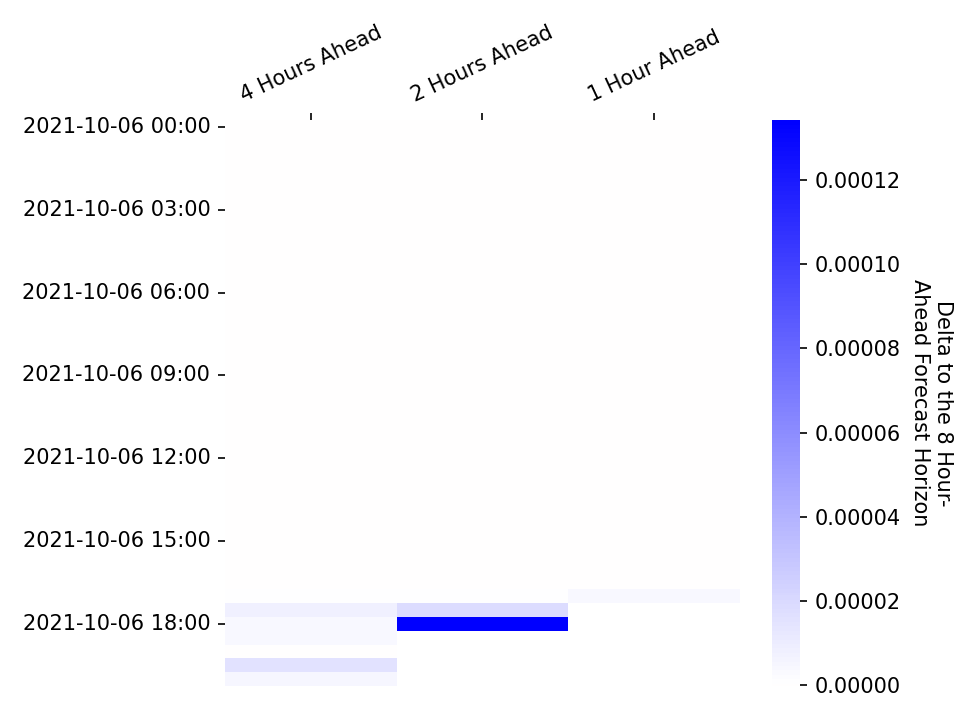 4 Hours Ahead
2 Hours Ahead
1 Hour Ahead
2021-10-06 00:00
2021-10-06 03:00
2021-10-06 06:00
2021-10-06 09:00
2021-10-06 12:00
2021-10-06 15:00
2021-10-06 18:00
0.00012
0.00010
0.00008
0.00006
0.00004
0.00002
0.00000
Delta to the 8 Hour-
Ahead Forecast Horizon